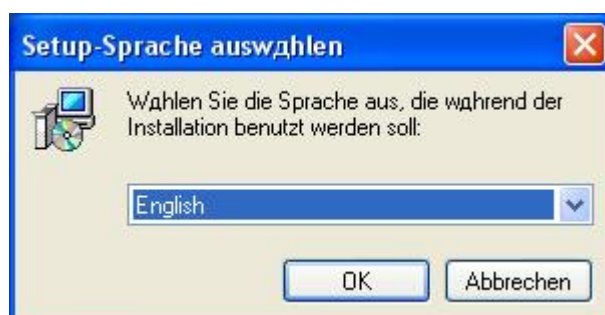 Setup-Sprache auswдhlen
Wдhlen Sie die Sprache aus, die wдhrend der
Installation benutzt werden soll:
English
OK
Abbrechen